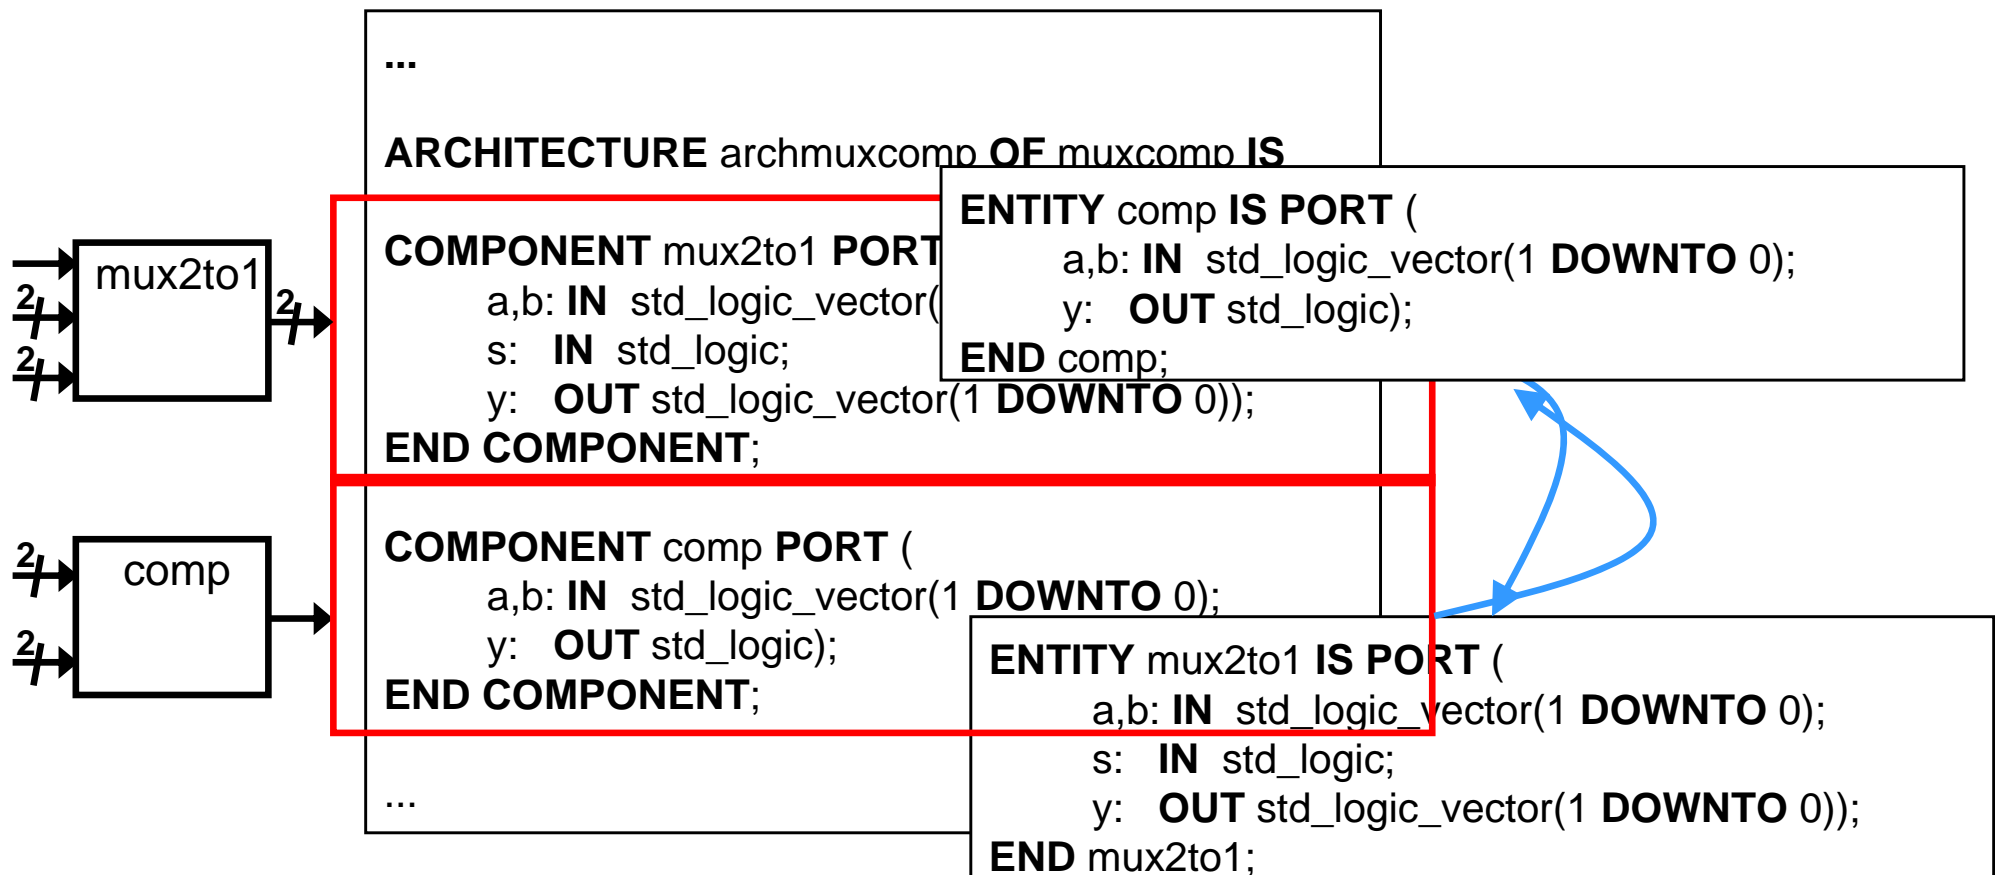 ...
ARCHITECTURE archmuxcomp OF muxcomp IS
COMPONENT mux2to1 PORT
a,b: IN std_logic_vector(
s: IN std_logic;
y: OUT std_logic_vector(1 DOWNTO 0));
END COMPONENT;
COMPONENT comp PORT (
a,b: IN std_logic_vector(1 DOWNTO 0);
y: OUT std_logic);
END COMPONENT;
...
ENTITY comp IS PORT (
a,b: IN std_logic_vector(1 DOWNTO 0);
y: OUT std_logic);
END comp;
ENTITY mux2to1 IS PORT (
a,b: IN std_logic_vector(1 DOWNTO 0);
s: IN std_logic;
y: OUT std_logic_vector(1 DOWNTO 0));
END mux2to1;
mux2to1
2
2
2
comp
2
2